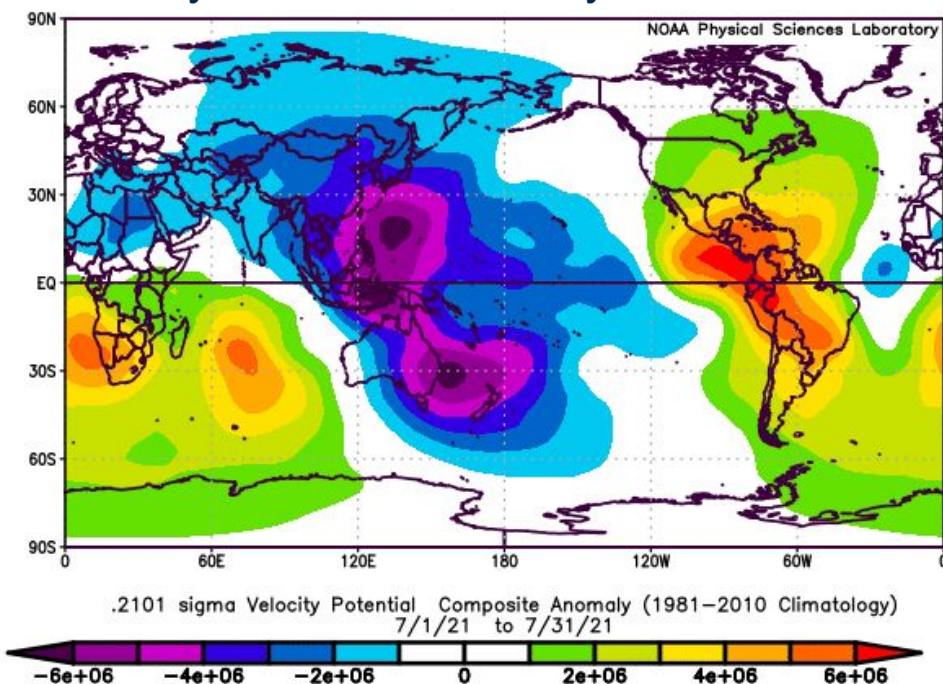 90N
NOAA Physical Sciences Laboratory
60N
30N
EQ
30S
60S
90S
0 60E 120E 180 120W 60W 0
.2101 sigma Velocity Potential Composite Anomaly (1981–2010 Climatology)
7/1/21 to 7/31/21
−6e+06 −4e+06 −2e+06 0 2e+06 4e+06 6e+06